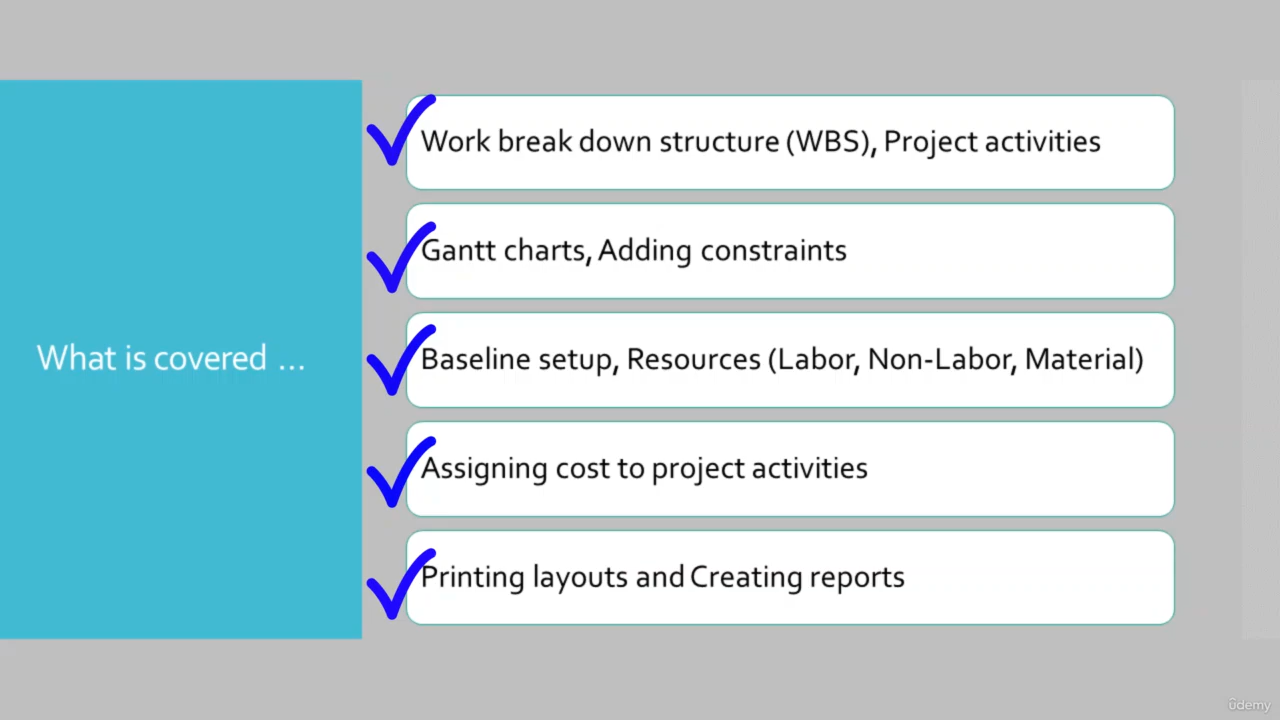 What is covered ...
Work break down structure (WBS), Project activities
Gantt charts, Adding constraints
Baseline setup, Resources (Labor, Non-Labor, Material)
Assigning cost to project activities
Printing layouts and Creating reports
ûdemy